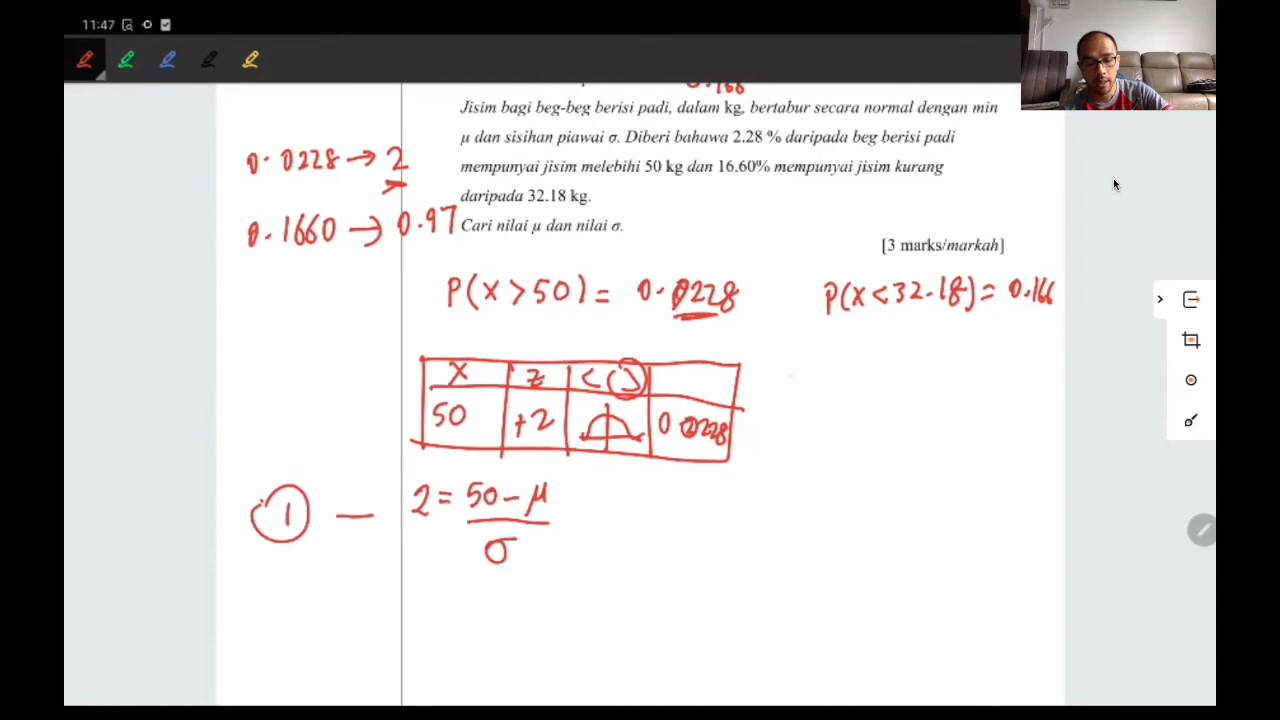 11:47
0.166
Jisim bagi beg-beg berisi padi, dalam kg, bertabur secara normal dengan min
μ dan sisihan piawai σ. Diberi bahawa 2.28 % daripada beg berisi padi
mempunyai jisim melebihi 50 kg dan 16.60% mempunyai jisim kurang
daripada 32.18 kg.
Cari nilai μ dan nilai σ.
[3 marks/markah]
0.0228 → 2
0.1660 → 0.97
P(X > 50) = 0.0228
P(X < 32.18) = 0.166
X Z
50 +2 0.0228
1 — 2 = 50 - μ
σ